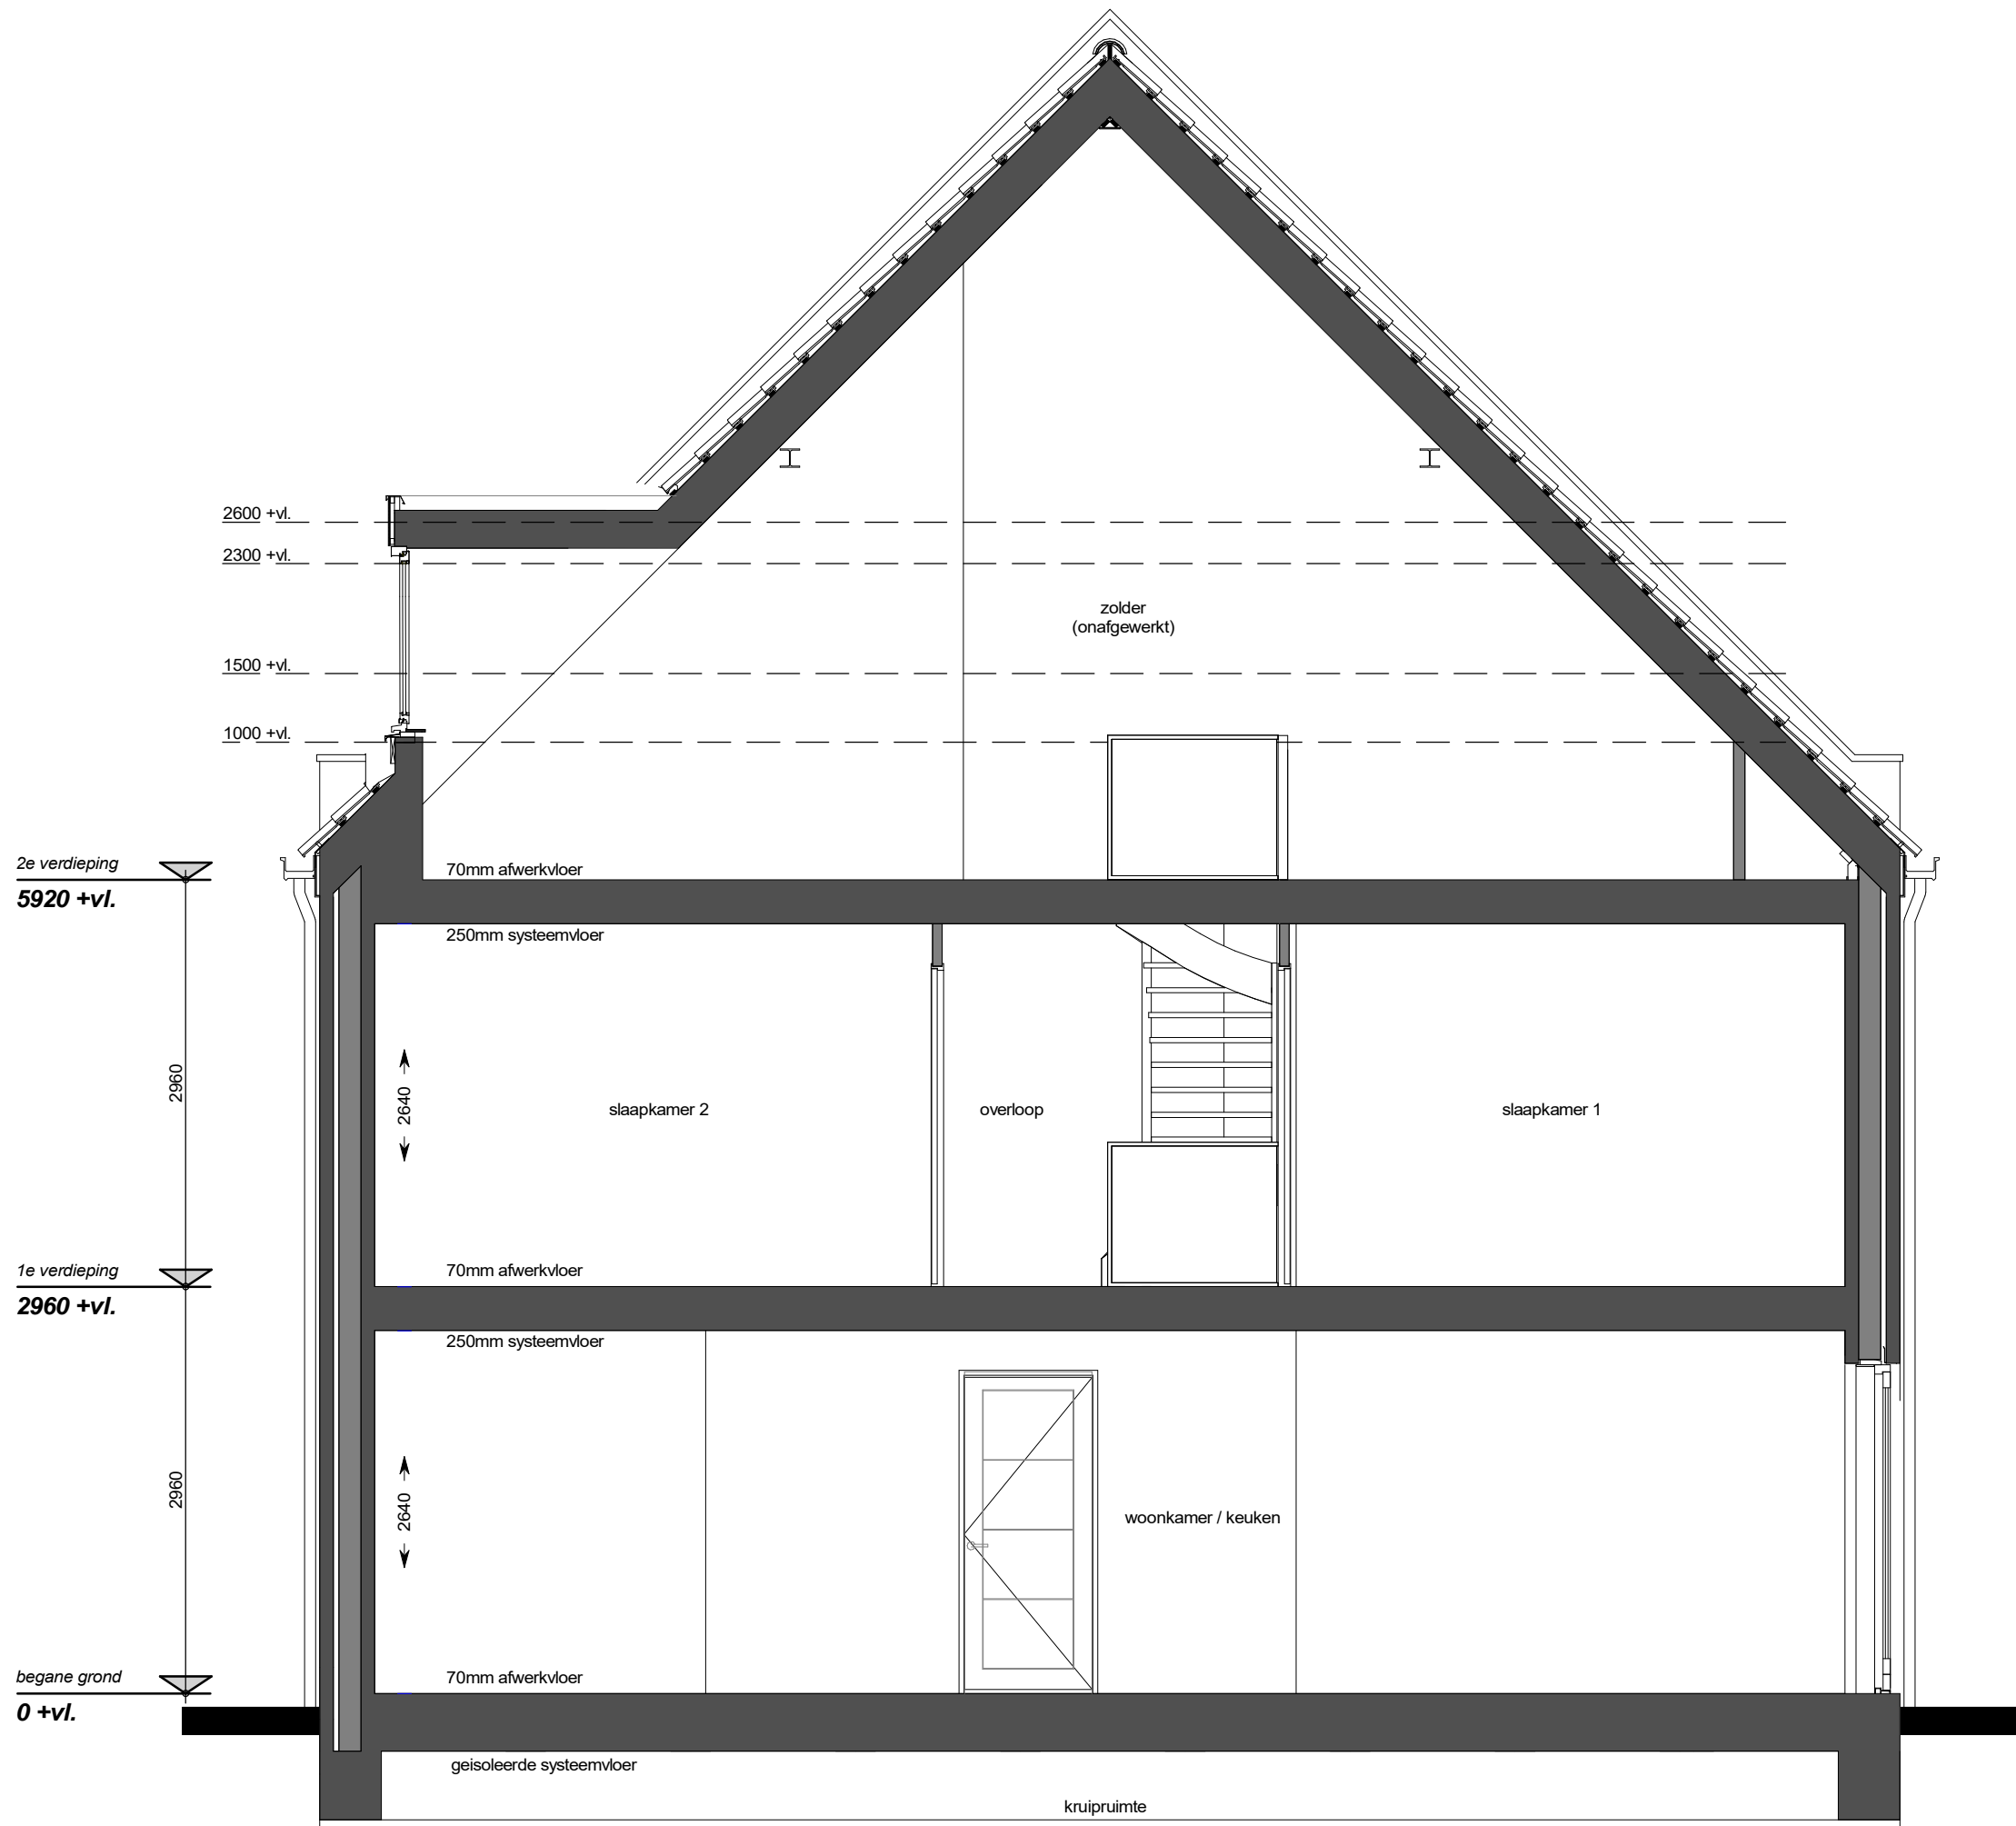 2600 +vl.
2300 +vl.
zolder
(onafgewerkt)
1500 +vl.
1000 +vl.
2e verdieping
5920 +vl.
70mm afwerkvloer
250mm systeemvloer
2960
2640
slaapkamer 2
overloop
slaapkamer 1
1e verdieping
2960 +vl.
70mm afwerkvloer
250mm systeemvloer
2960
2640
woonkamer / keuken
begane grond
0 +vl.
70mm afwerkvloer
geisoleerde systeemvloer
kruipruimte